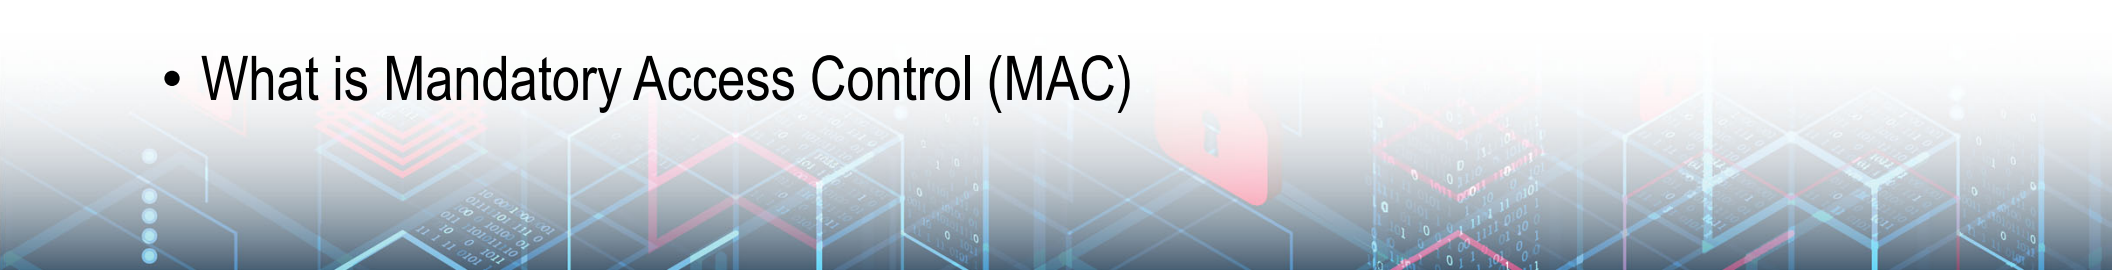 • What is Mandatory Access Control (MAC)